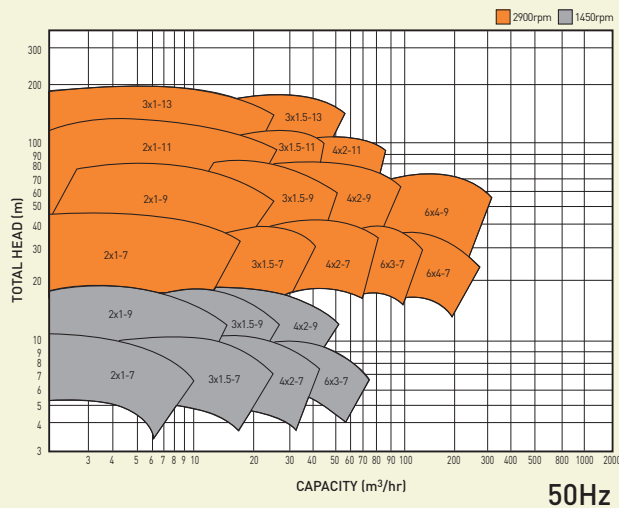 2900rpm 1450rpm
300
200
100
90
80
70
60
50
40
30
20
10
9
8
7
6
5
4
3
TOTAL HEAD (m)
3x1-13
3x1.5-13
2x1-11
3x1.5-11
4x2-11
2x1-9
3x1.5-9
4x2-9
6x4-9
2x1-7
3x1.5-7
4x2-7
6x3-7
6x4-7
2x1-9
3x1.5-9
4x2-9
2x1-7
3x1.5-7
4x2-7
6x3-7
3 4 5 6 7 8 9 10 20 30 40 50 60 70 80 90 100 200 300 400 500 600 800 1000 2000
CAPACITY (m³/hr)
50Hz